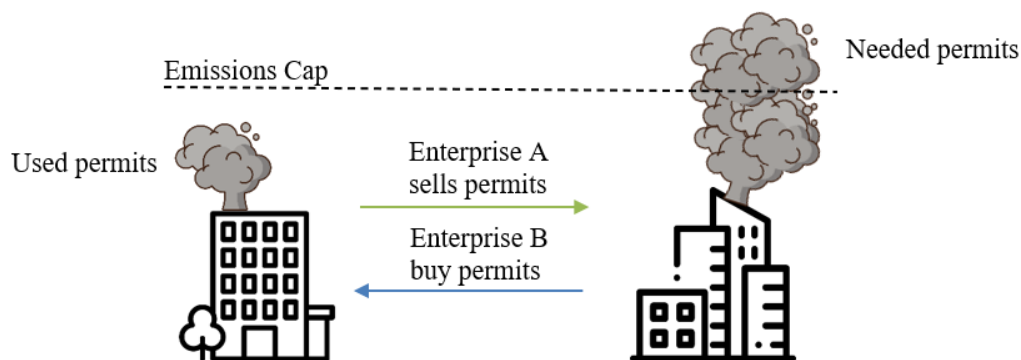 Needed permits
Emissions Cap
Used permits
Enterprise A
sells permits
Enterprise B
buy permits